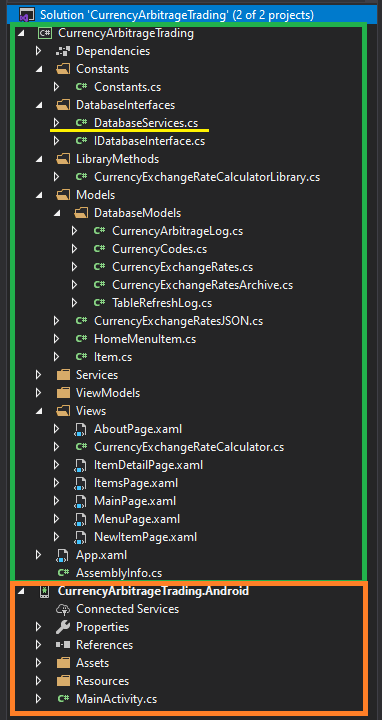 Solution 'CurrencyArbitrageTrading' (2 of 2 projects)
C# CurrencyArbitrageTrading
Dependencies
Constants
C# Constants.cs
DatabaseInterfaces
C# DatabaseServices.cs
C# IDatabaseInterface.cs
LibraryMethods
C# CurrencyExchangeRateCalculatorLibrary.cs
Models
DatabaseModels
C# CurrencyArbitrageLog.cs
C# CurrencyCodes.cs
C# CurrencyExchangeRates.cs
C# CurrencyExchangeRatesArchive.cs
C# TableRefreshLog.cs
C# CurrencyExchangeRatesJSON.cs
C# HomeMenuItem.cs
C# Item.cs
Services
ViewModels
Views
AboutPage.xaml
C# CurrencyExchangeRateCalculator.cs
ItemDetailPage.xaml
ItemsPage.xaml
MainPage.xaml
MenuPage.xaml
NewItemPage.xaml
App.xaml
C# AssemblyInfo.cs
CurrencyArbitrageTrading.Android
Connected Services
Properties
References
Assets
Resources
C# MainActivity.cs